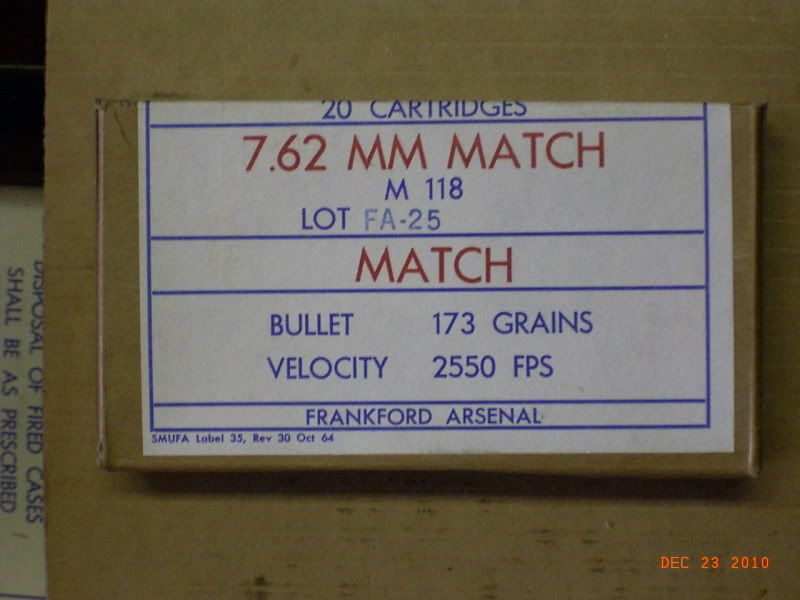 20 CARTRIDGES
7.62 MM MATCH
M 118
LOT FA-25
MATCH
BULLET 173 GRAINS
VELOCITY 2550 FPS
FRANKFORD ARSENAL
SMUFA Label 35, Rev 30 Oct 64
DISPOSAL OF FIRED CASES
SHALL BE AS PRESCRIBED
DEC 23 2010